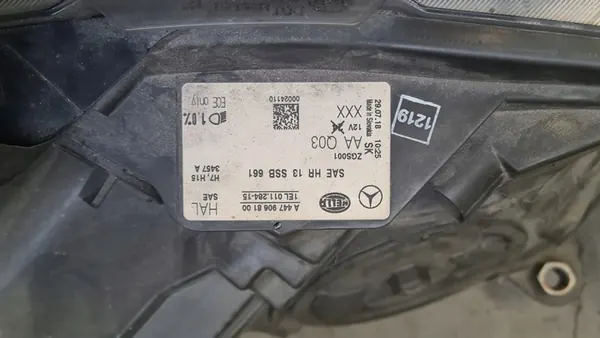 HELLA
A 447 906 81 00
1EL.011.284-15
HAL
SAE
SAE HR 13 SSB 661
H7, H15
3457 A
ZGS001
AA Q03
SK
12V
XXX
1.0%
ECE only
29.07.18 10:25
Made in Slovakia
00024110
1219